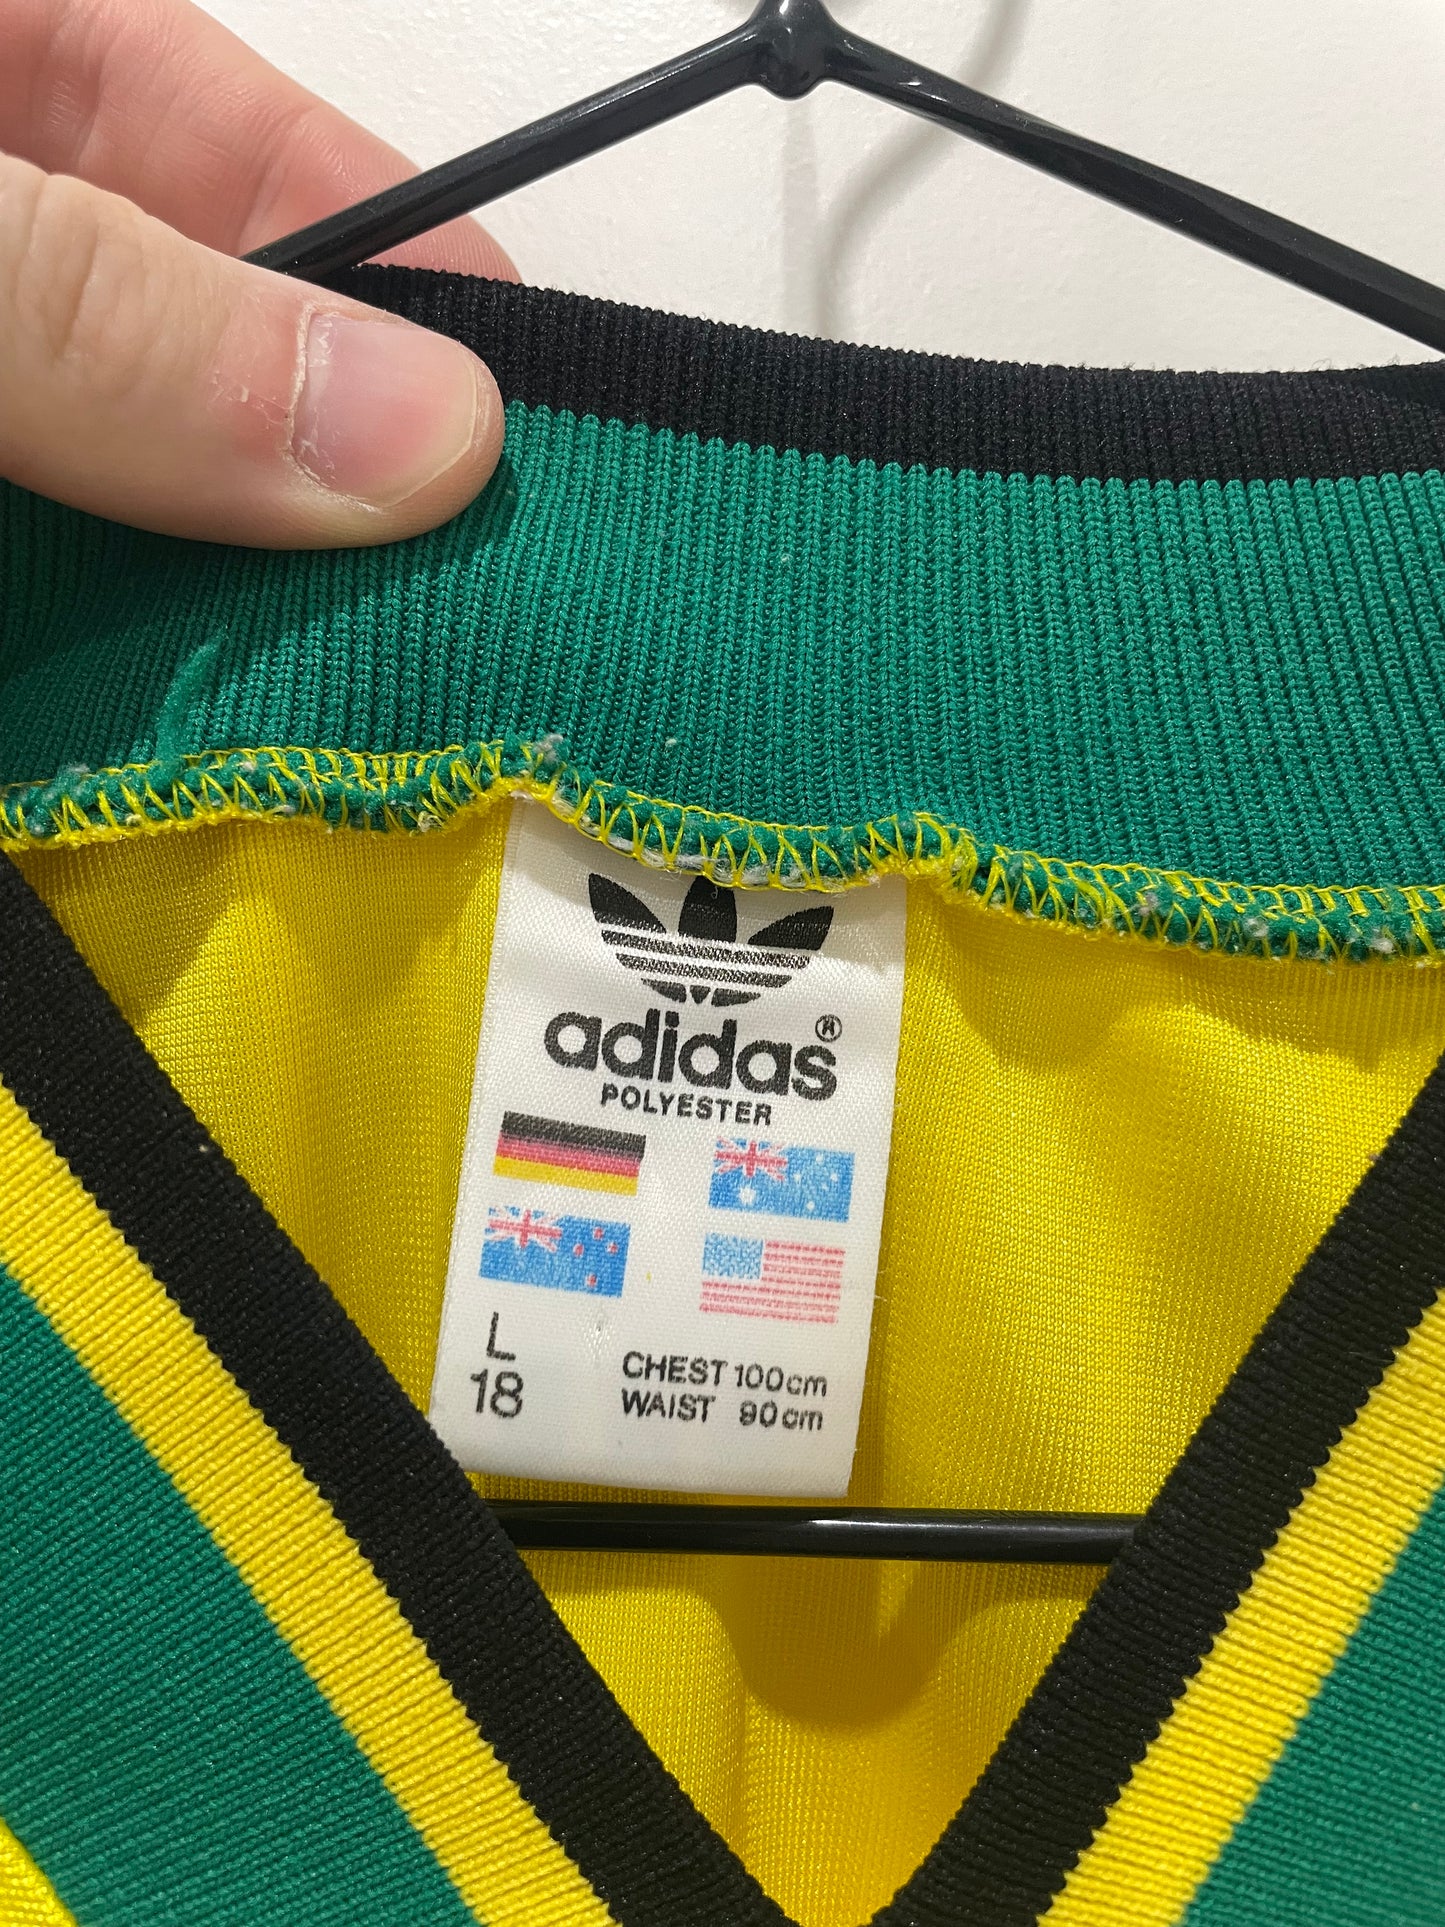 adidas®
POLYESTER
L
18
CHEST 100cm
WAIST 90cm